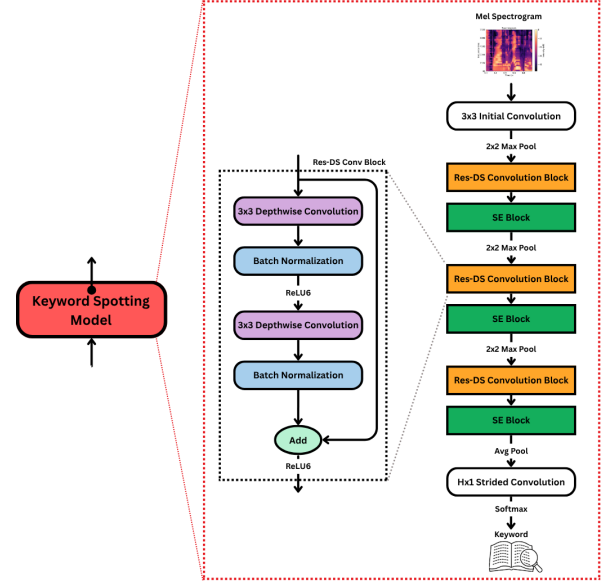 Mel Spectrogram
3x3 Initial Convolution
2x2 Max Pool
Res-DS Convolution Block
SE Block
2x2 Max Pool
Res-DS Convolution Block
SE Block
2x2 Max Pool
Res-DS Convolution Block
SE Block
Avg Pool
Hx1 Strided Convolution
Softmax
Keyword
Res-DS Conv Block
3x3 Depthwise Convolution
Batch Normalization
ReLU6
3x3 Depthwise Convolution
Batch Normalization
Add
ReLU6
Keyword Spotting
Model